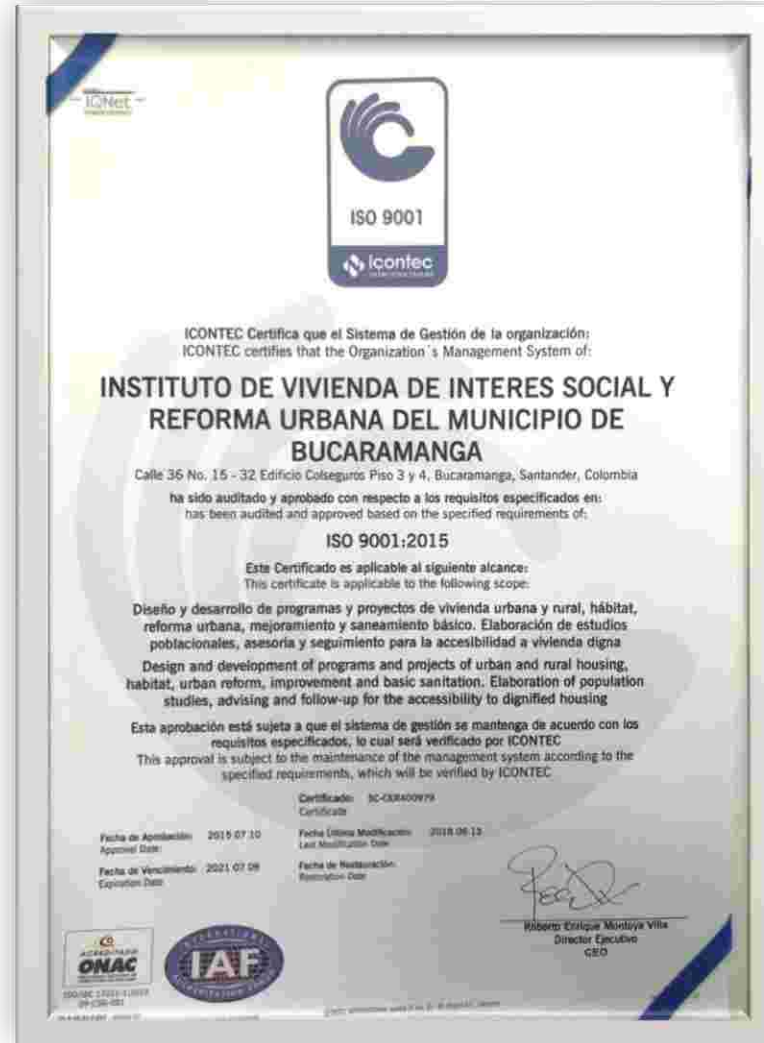 IQNet
ISO 9001
icontec
ICONTEC Certifica que el Sistema de Gestión de la organización:
ICONTEC certifies that the Organization´s Management System of:
INSTITUTO DE VIVIENDA DE INTERES SOCIAL Y
REFORMA URBANA DEL MUNICIPIO DE
BUCARAMANGA
Calle 36 No. 15 - 32 Edificio Colseguros Piso 3 y 4, Bucaramanga, Santander, Colombia
ha sido auditado y aprobado con respecto a los requisitos especificados en:
has been audited and approved based on the specified requirements of:
ISO 9001:2015
Este Certificado es aplicable al siguiente alcance:
This certificate is applicable to the following scope:
Diseño y desarrollo de programas y proyectos de vivienda urbana y rural, hábitat,
reforma urbana, mejoramiento y saneamiento básico. Elaboración de estudios
poblacionales, asesoría y seguimiento para la accesibilidad a vivienda digna
Design and development of programs and projects of urban and rural housing,
habitat, urban reform, improvement and basic sanitation. Elaboration of population
studies, advising and follow-up for the accessibility to dignified housing
Esta aprobación está sujeta a que el sistema de gestión se mantenga de acuerdo con los
requisitos especificados, lo cual será verificado por ICONTEC
This approval is subject to the maintenance of the management system according to the
specified requirements, which will be verified by ICONTEC
Certificado:
Certificate
Fecha de Aprobación: 2015 07 10
Approval Date:
Fecha Última Modificación: 2018 06 13
Last Modification Date
Fecha de Vencimiento: 2021 07 09
Expiration Date:
Fecha de Restauración:
Restoration Date
Roberto Enrique Montoya Villa
Director Ejecutivo
CEO
ACREDITADO
ONAC
INTERNATIONAL
IAF
ACCREDITATION FORUM